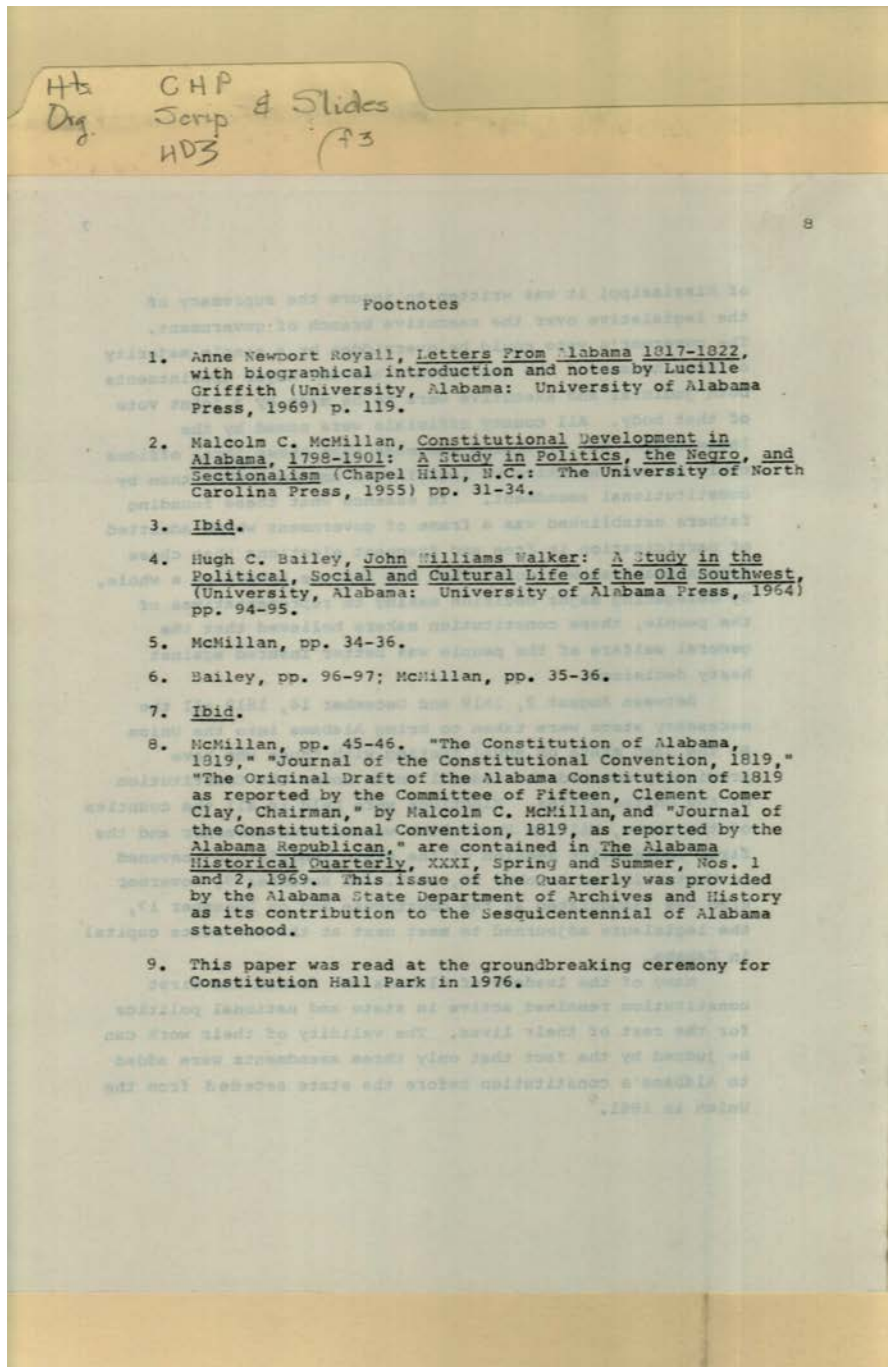 Hts CHP
Org. Scrip & Slides
HD3 (f3
8
Footnotes
1. Anne Newport Royall, Letters From Alabama 1817-1822,
with biographical introduction and notes by Lucille
Griffith (University, Alabama: University of Alabama
Press, 1969) p. 119.
2. Malcolm C. McMillan, Constitutional Development in
Alabama, 1798-1901: A Study in Politics, the Negro, and
Sectionalism (Chapel Hill, N.C.: The University of North
Carolina Press, 1955) pp. 31-34.
3. Ibid.
4. Hugh C. Bailey, John Williams Walker: A Study in the
Political, Social and Cultural Life of the Old Southwest,
(University, Alabama: University of Alabama Press, 1964)
pp. 94-95.
5. McMillan, pp. 34-36.
6. Bailey, pp. 96-97; McMillan, pp. 35-36.
7. Ibid.
8. McMillan, pp. 45-46. "The Constitution of Alabama,
1819," "Journal of the Constitutional Convention, 1819,"
"The Original Draft of the Alabama Constitution of 1819
as reported by the Committee of Fifteen, Clement Comer
Clay, Chairman," by Malcolm C. McMillan, and "Journal of
the Constitutional Convention, 1819, as reported by the
Alabama Republican," are contained in The Alabama
Historical Quarterly, XXXI, Spring and Summer, Nos. 1
and 2, 1969. This issue of the Quarterly was provided
by the Alabama State Department of Archives and History
as its contribution to the Sesquicentennial of Alabama
statehood.
9. This paper was read at the groundbreaking ceremony for
Constitution Hall Park in 1976.